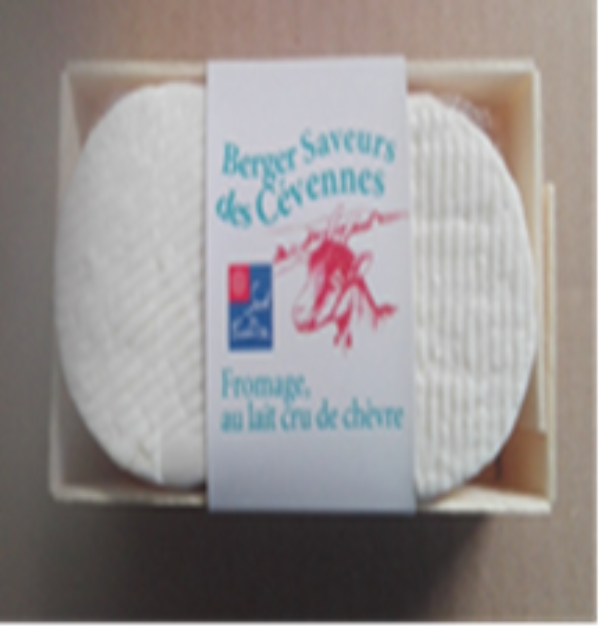 Berger Saveurs
des Cévennes
Fromage,
au lait cru de chèvre